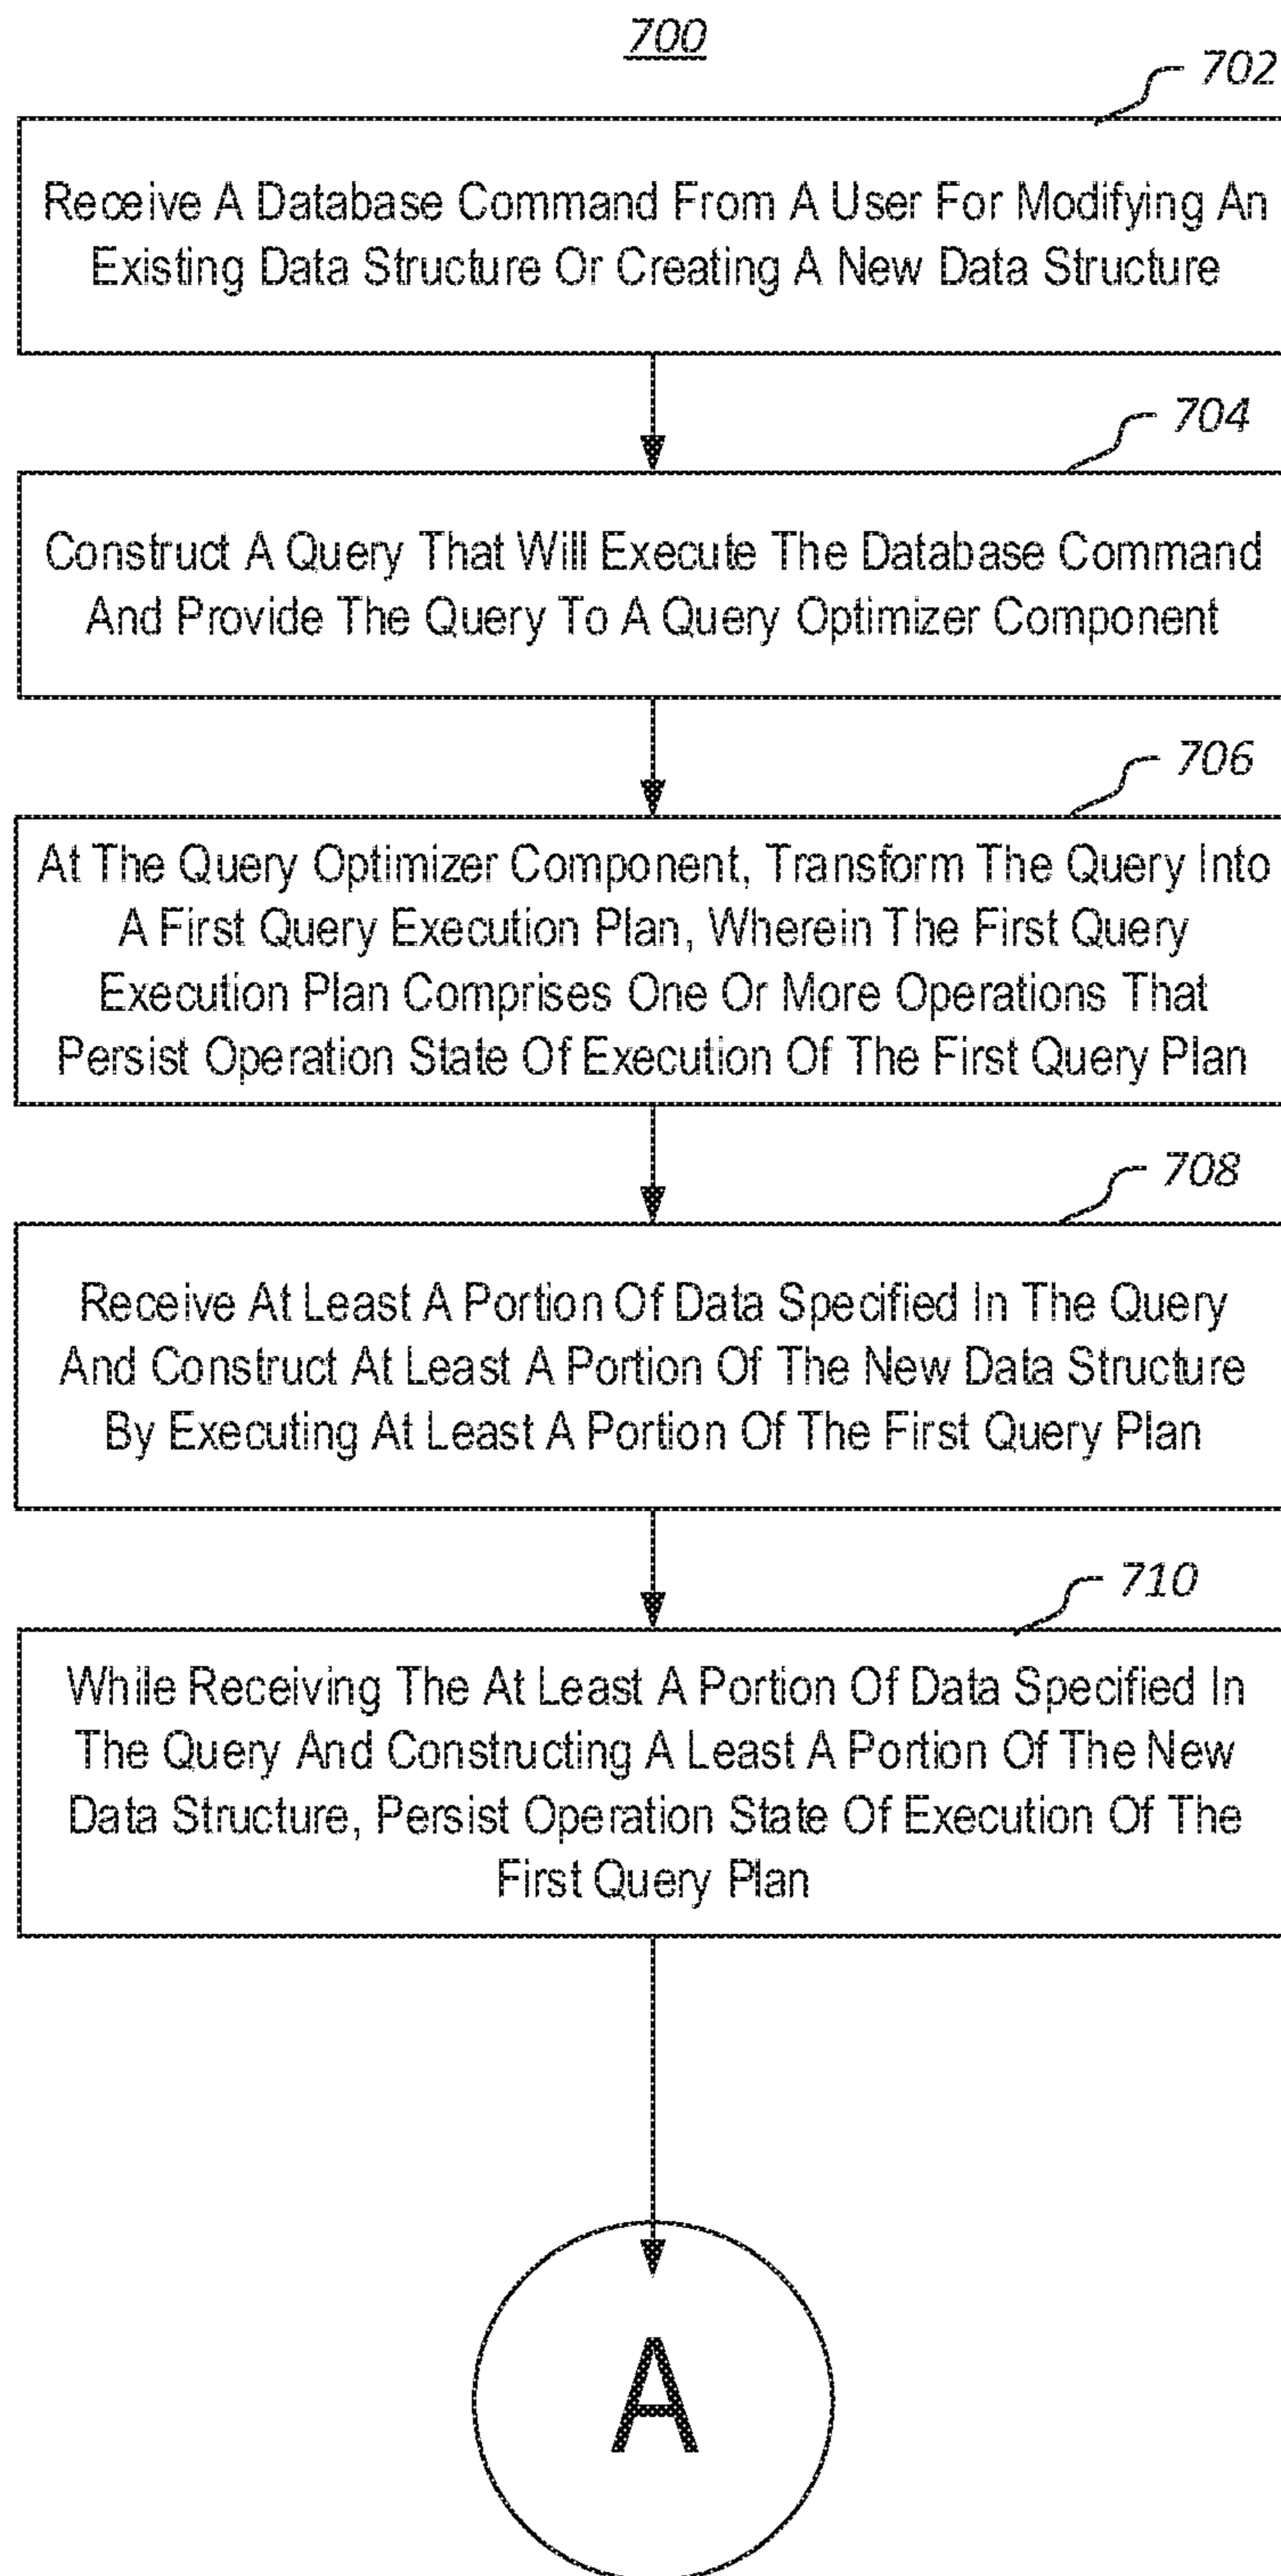 700
702
Receive A Database Command From A User For Modifying An
Existing Data Structure Or Creating A New Data Structure
704
Construct A Query That Will Execute The Database Command
And Provide The Query To A Query Optimizer Component
706
At The Query Optimizer Component, Transform The Query Into
A First Query Execution Plan, Wherein The First Query
Execution Plan Comprises One Or More Operations That
Persist Operation State Of Execution Of The First Query Plan
708
Receive At Least A Portion Of Data Specified In The Query
And Construct At Least A Portion Of The New Data Structure
By Executing At Least A Portion Of The First Query Plan
710
While Receiving The At Least A Portion Of Data Specified In
The Query And Constructing A Least A Portion Of The New
Data Structure, Persist Operation State Of Execution Of The
First Query Plan
A